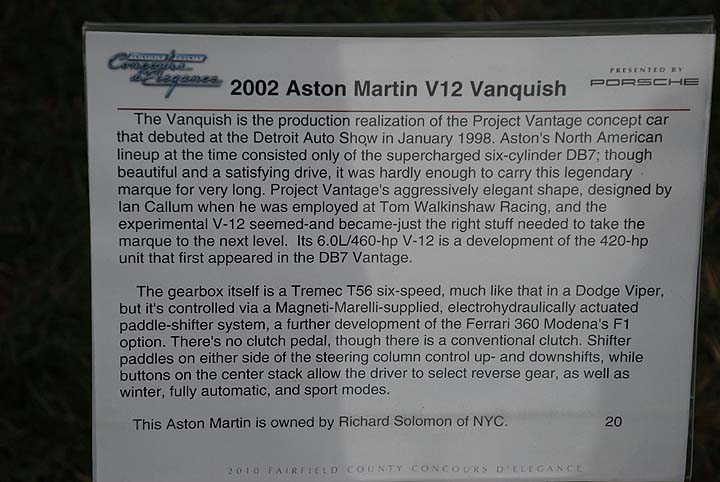 FAIRFIELD COUNTY
Concours
d'Elegance
2002 Aston Martin V12 Vanquish
PRESENTED BY
PORSCHE
The Vanquish is the production realization of the Project Vantage concept car
that debuted at the Detroit Auto Show in January 1998. Aston's North American
lineup at the time consisted only of the supercharged six-cylinder DB7; though
beautiful and a satisfying drive, it was hardly enough to carry this legendary
marque for very long. Project Vantage's aggressively elegant shape, designed by
Ian Callum when he was employed at Tom Walkinshaw Racing, and the
experimental V-12 seemed-and became-just the right stuff needed to take the
marque to the next level. Its 6.0L/460-hp V-12 is a development of the 420-hp
unit that first appeared in the DB7 Vantage.
The gearbox itself is a Tremec T56 six-speed, much like that in a Dodge Viper,
but it's controlled via a Magneti-Marelli-supplied, electrohydraulically actuated
paddle-shifter system, a further development of the Ferrari 360 Modena's F1
option. There's no clutch pedal, though there is a conventional clutch. Shifter
paddles on either side of the steering column control up- and downshifts, while
buttons on the center stack allow the driver to select reverse gear, as well as
winter, fully automatic, and sport modes.
This Aston Martin is owned by Richard Solomon of NYC. 20
2010 FAIRFIELD COUNTY CONCOURS D'ELEGANCE